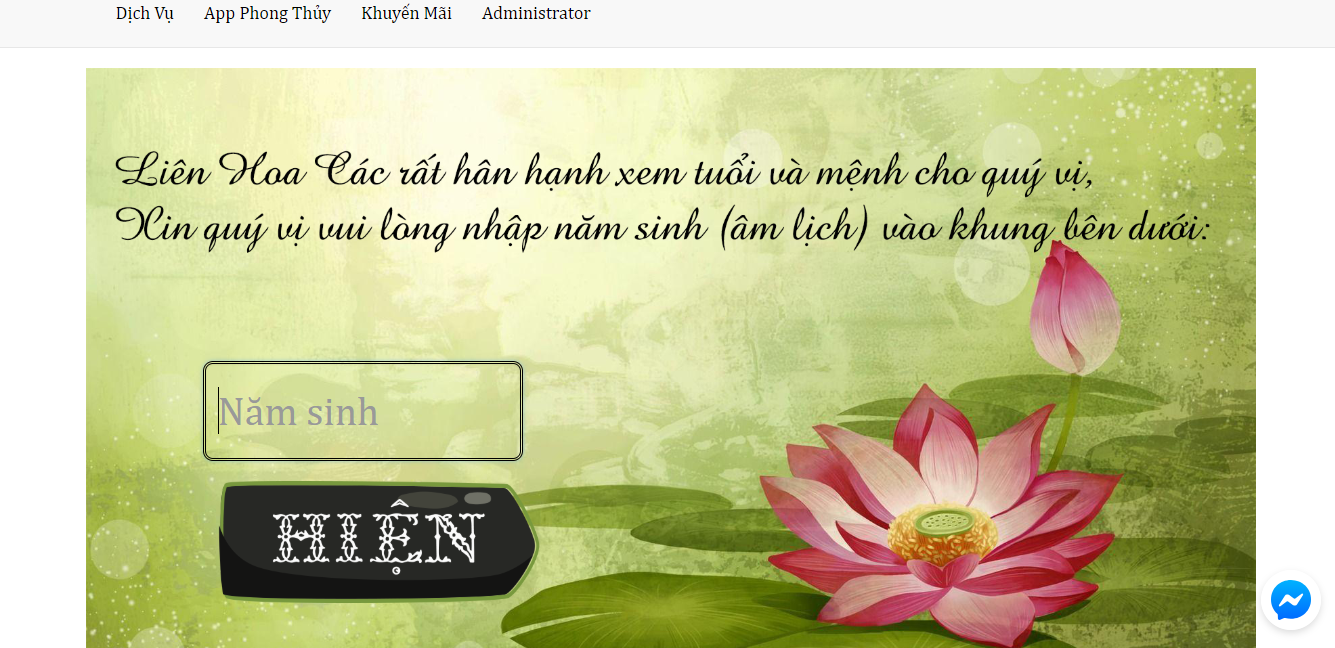 Dịch Vụ App Phong Thủy Khuyến Mãi Administrator
Liên Hoa Các rất hân hạnh xem tuổi và mệnh cho quý vị,
Xin quý vị vui lòng nhập năm sinh (âm lịch) vào khung bên dưới:
Năm sinh
HIỆN